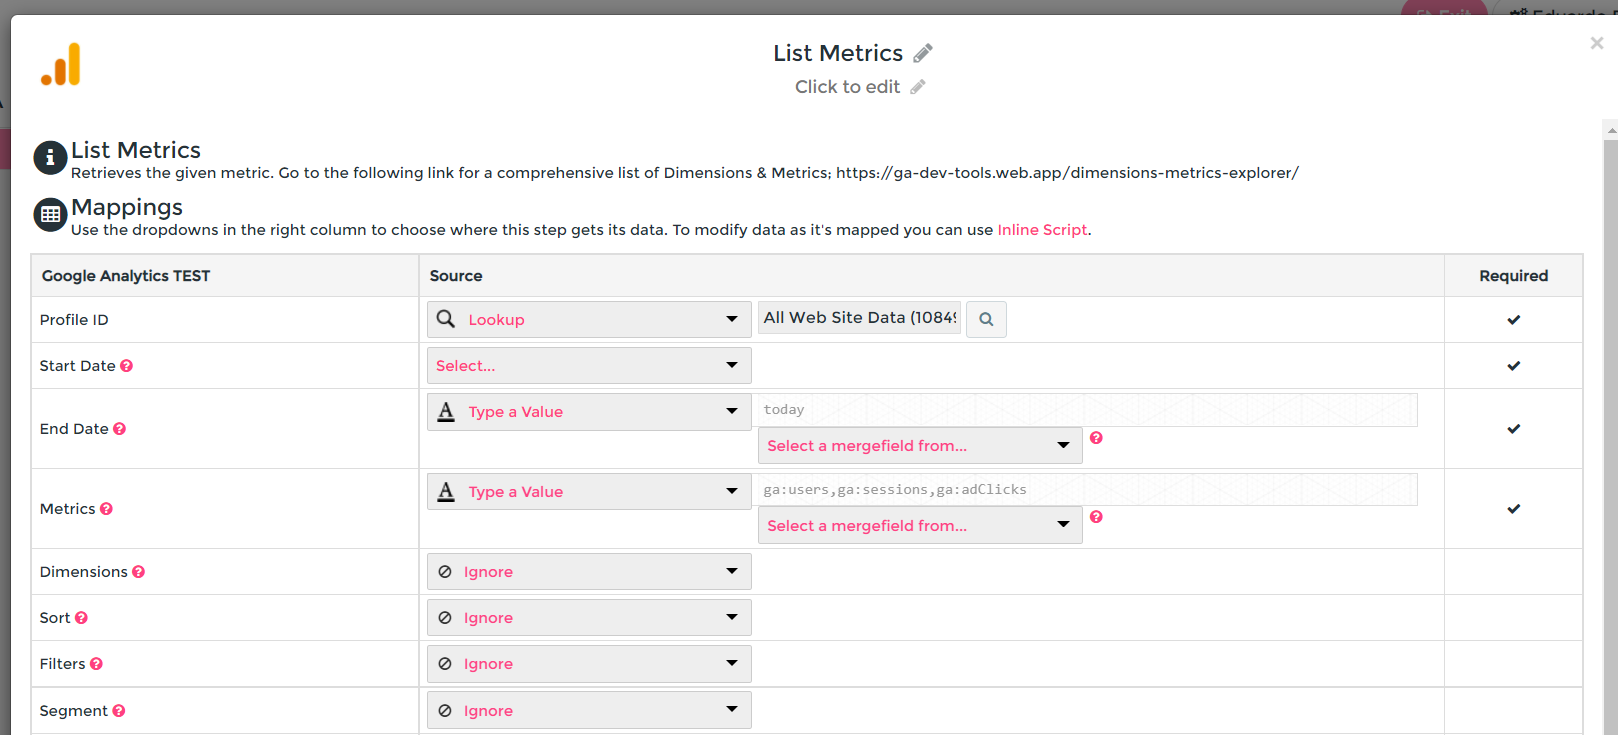 Exit
List Metrics
Click to edit
List Metrics
Retrieves the given metric. Go to the following link for a comprehensive list of Dimensions & Metrics; https://ga-dev-tools.web.app/dimensions-metrics-explorer/
Mappings
Use the dropdowns in the right column to choose where this step gets its data. To modify data as it's mapped you can use Inline Script.
Google Analytics TEST Source Required
Profile ID Lookup All Web Site Data (1084
Start Date Select...
End Date Type a Value today
Select a mergefield from...
Metrics Type a Value ga:users,ga:sessions,ga:adClicks
Select a mergefield from...
Dimensions Ignore
Sort Ignore
Filters Ignore
Segment Ignore